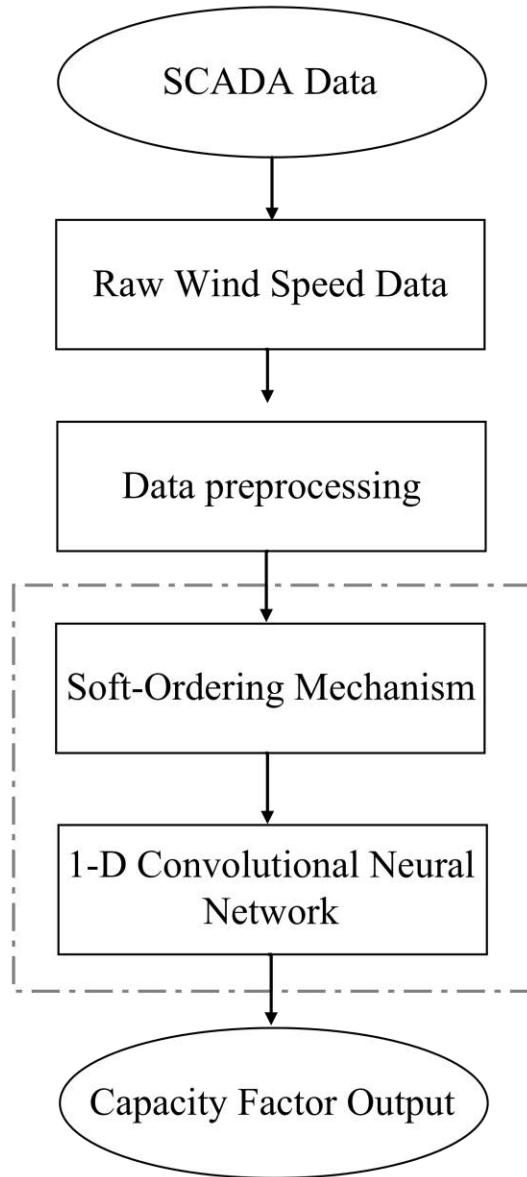 SCADA Data
Raw Wind Speed Data
Data preprocessing
Soft-Ordering Mechanism
1-D Convolutional Neural
Network
Capacity Factor Output